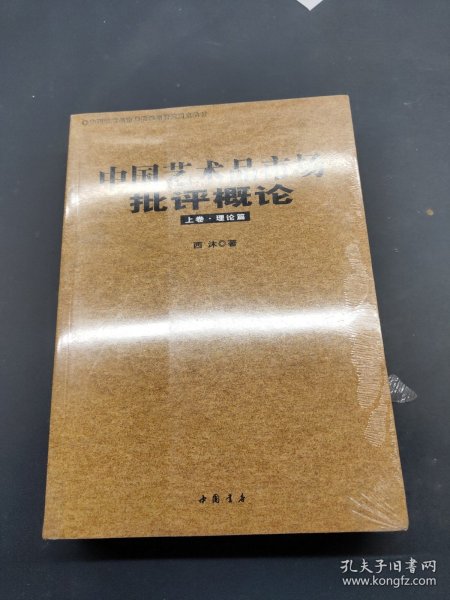 中国艺术品市场
批评概论
上卷·理论篇
西沐◎著
中国书店
孔夫子旧书网
www.kongfz.com